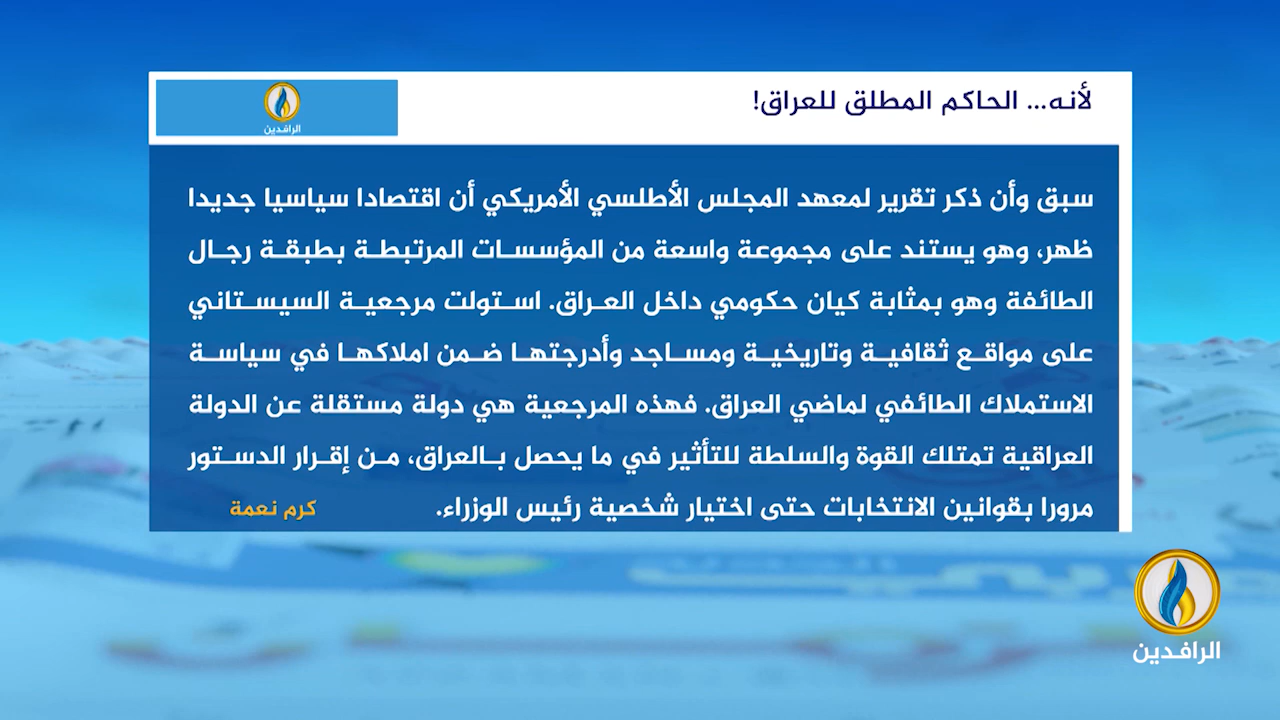 لأنه... الحاكم المطلق للعراق!
الرافدين
سبق وأن ذكر تقرير لمعهد المجلس الأطلسي الأمريكي أن اقتصادا سياسيا جديدا
ظهر، وهو يستند على مجموعة واسعة من المؤسسات المرتبطة بطبقة رجال
الطائفة وهو بمثابة كيان حكومي داخل العراق. استولت مرجعية السيستاني
على مواقع ثقافية وتاريخية ومساجد وأدرجتها ضمن املاكها في سياسة
الاستملاك الطائفي لماضي العراق. فهذه المرجعية هي دولة مستقلة عن الدولة
العراقية تمتلك القوة والسلطة للتأثير في ما يحصل بالعراق، من إقرار الدستور
مرورا بقوانين الانتخابات حتى اختيار شخصية رئيس الوزراء.
كرم نعمة
الرافدين